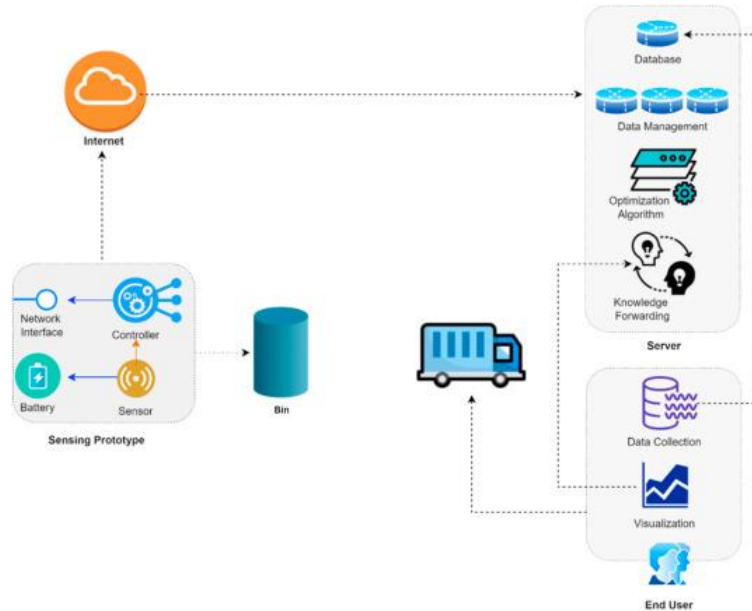 Database
Internet
Data Management
Optimization
Algorithm
Network
Interface
Controller
Knowledge
Forwarding
Server
Battery
Sensor
Bin
Sensing Prototype
Data Collection
Visualization
End User